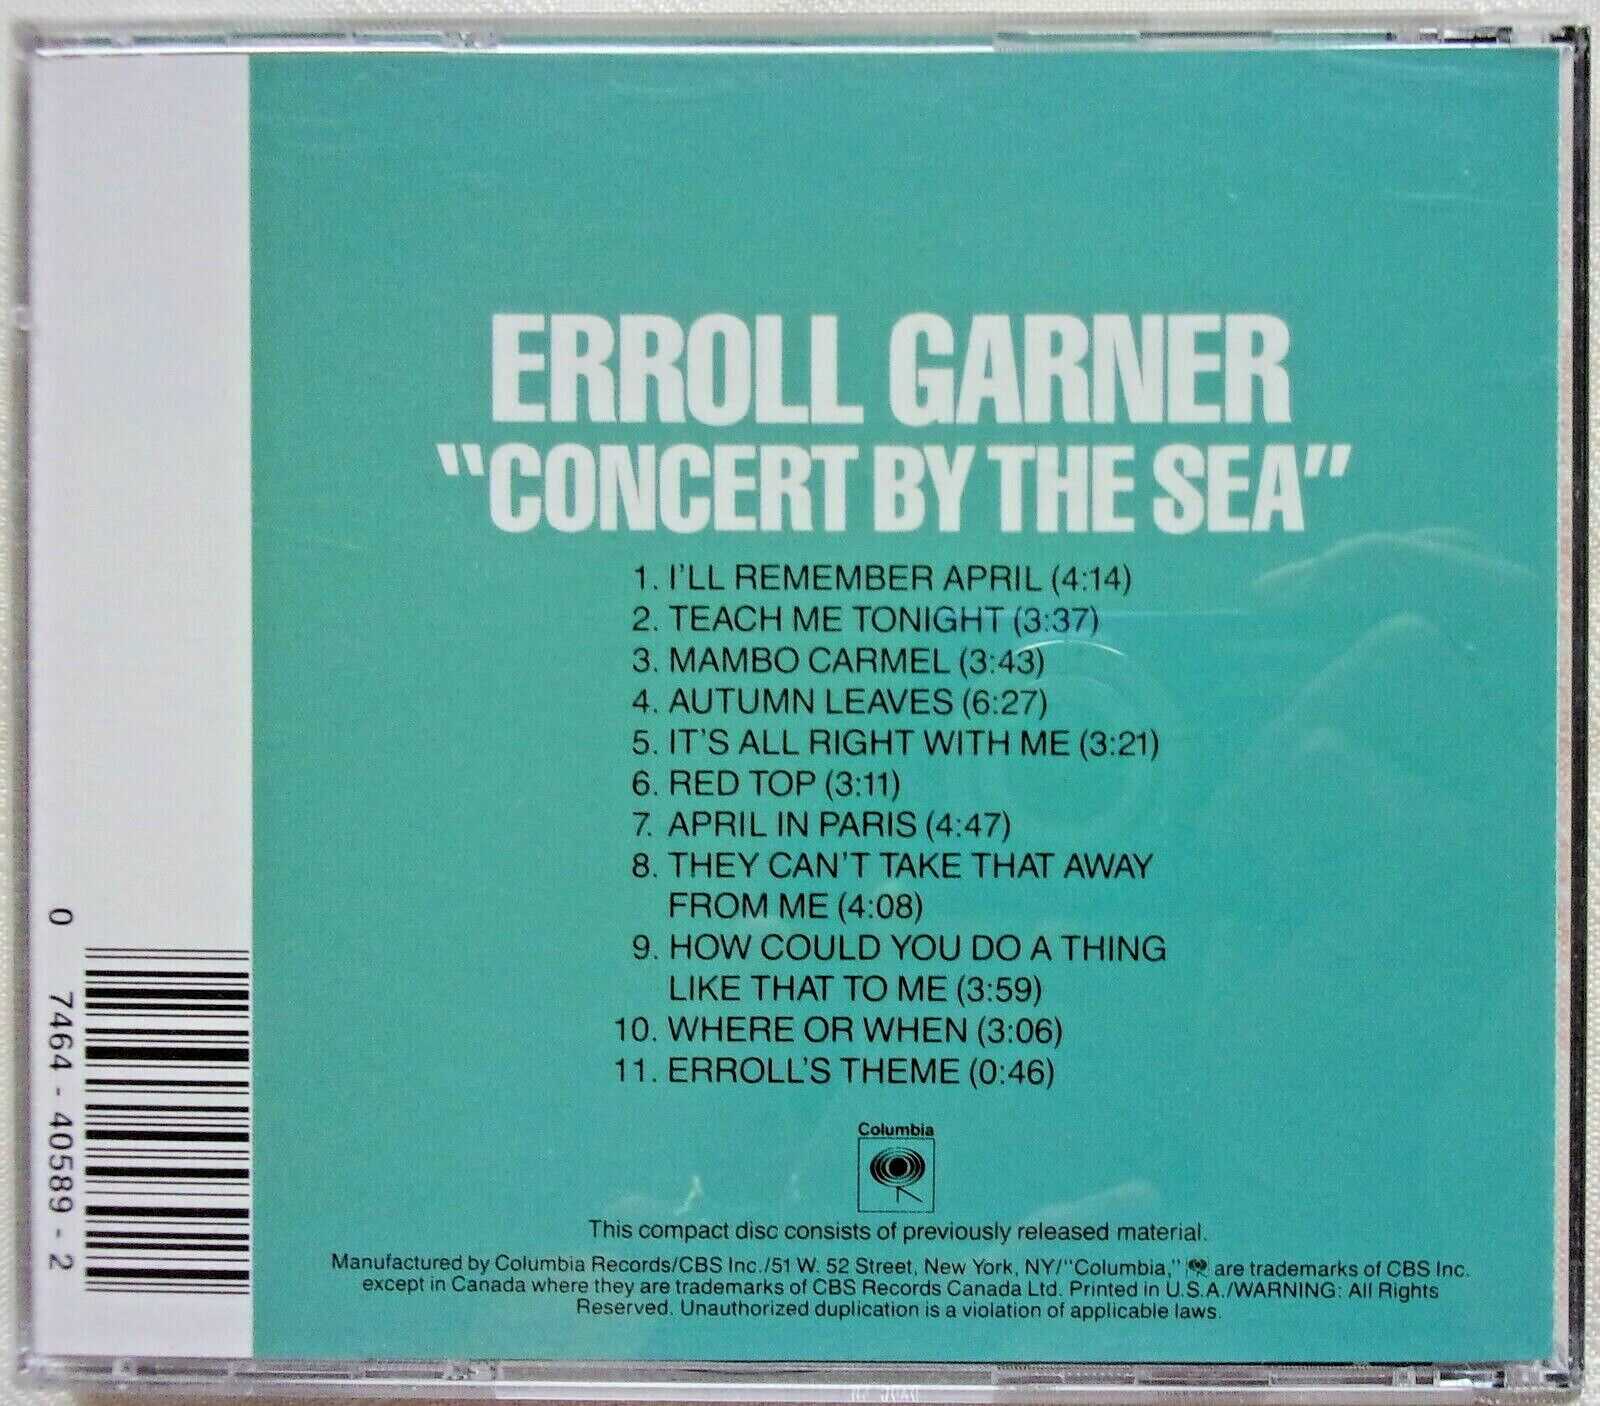 ERROLL GARNER
"CONCERT BY THE SEA"
1. I'LL REMEMBER APRIL (4:14)
2. TEACH ME TONIGHT (3:37)
3. MAMBO CARMEL (3:43)
4. AUTUMN LEAVES (6:27)
5. IT'S ALL RIGHT WITH ME (3:21)
6. RED TOP (3:11)
7. APRIL IN PARIS (4:47)
8. THEY CAN'T TAKE THAT AWAY
FROM ME (4:08)
9. HOW COULD YOU DO A THING
LIKE THAT TO ME (3:59)
10. WHERE OR WHEN (3:06)
11. ERROLL'S THEME (0:46)
Columbia
This compact disc consists of previously released material.
Manufactured by Columbia Records/CBS Inc./51 W. 52 Street, New York, NY/"Columbia," are trademarks of CBS Inc.
except in Canada where they are trademarks of CBS Records Canada Ltd. Printed in U.S.A./WARNING: All Rights
Reserved. Unauthorized duplication is a violation of applicable laws.
0 7464-40589-2